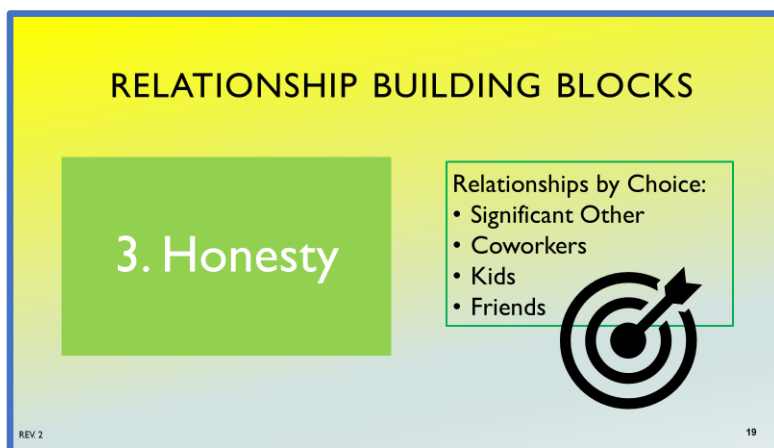 RELATIONSHIP BUILDING BLOCKS
3. Honesty
Relationships by Choice:
• Significant Other
• Coworkers
• Kids
• Friends
REV. 2
19